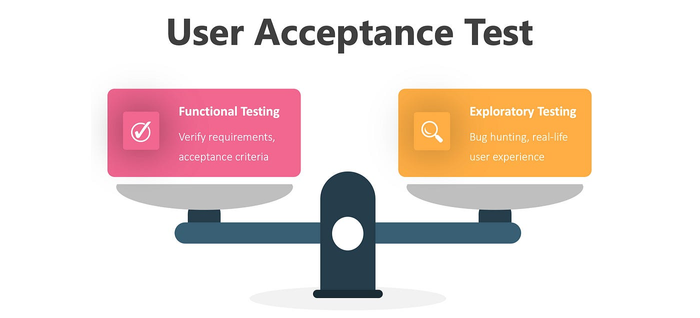 User Acceptance Test
Functional Testing
Verify requirements,
acceptance criteria
Exploratory Testing
Bug hunting, real-life
user experience